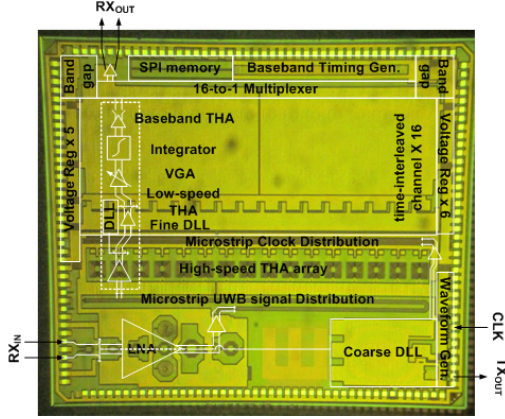 RXOUT
Band gap
SPI memory
Baseband Timing Gen.
Band gap
16-to-1 Multiplexer
Voltage Reg x 5
Baseband THA
Integrator
VGA
Low-speed
THA
DLL
Fine DLL
time-interleaved
channel X 16
Voltage Reg x 6
Microstrip Clock Distribution
High-speed THA array
Microstrip UWB signal Distribution
RXIN
LNA
Coarse DLL
Waveform Gen.
CLK
TXOUT